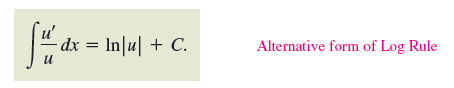 ∫ u'/u dx = ln|u| + C.
Alternative form of Log Rule